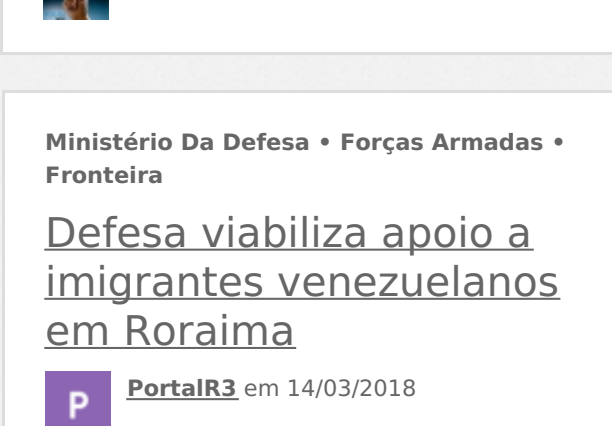 Ministério Da Defesa • Forças Armadas •
Fronteira
Defesa viabiliza apoio a
imigrantes venezuelanos
em Roraima
P
PortalR3 em 14/03/2018